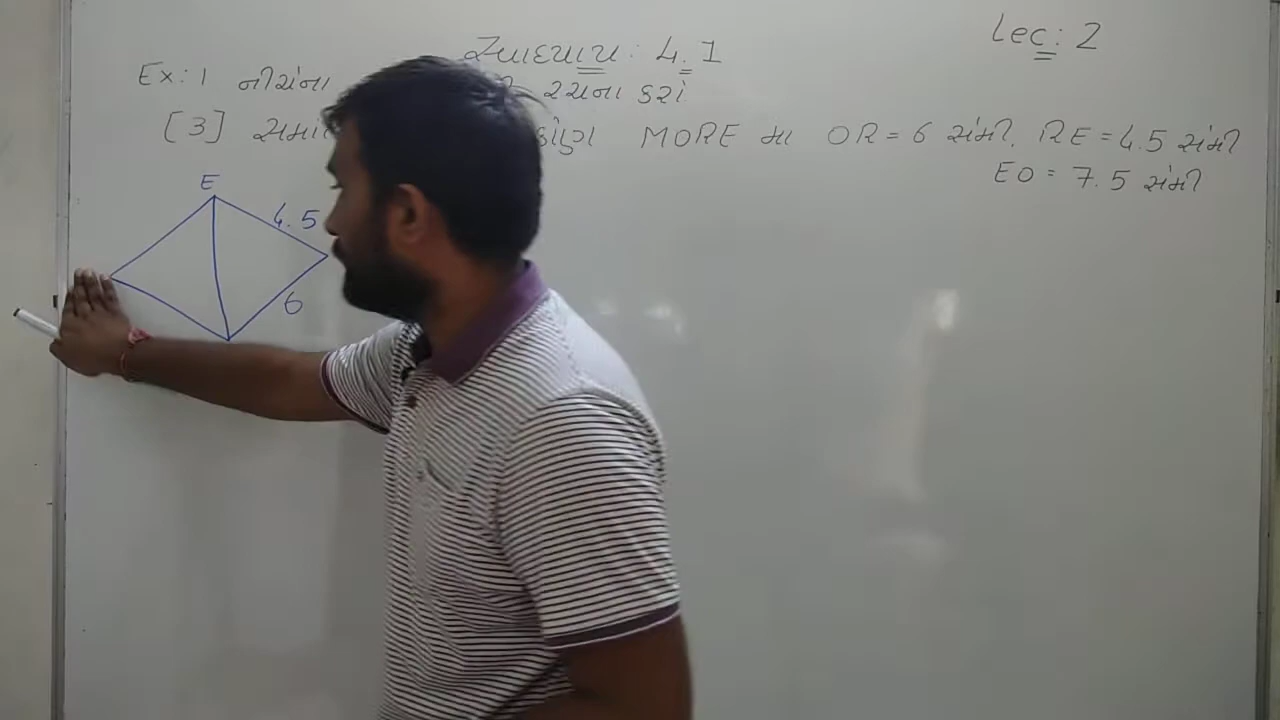 સ્વાધ્યાય : 4.1
Lec : 2
Ex : 1 નીચેના રચના કરો
[3] MORE માં OR = 6 સેમી, RE = 4.5 સેમી
EO = 7.5 સેમી
E
4.5
6